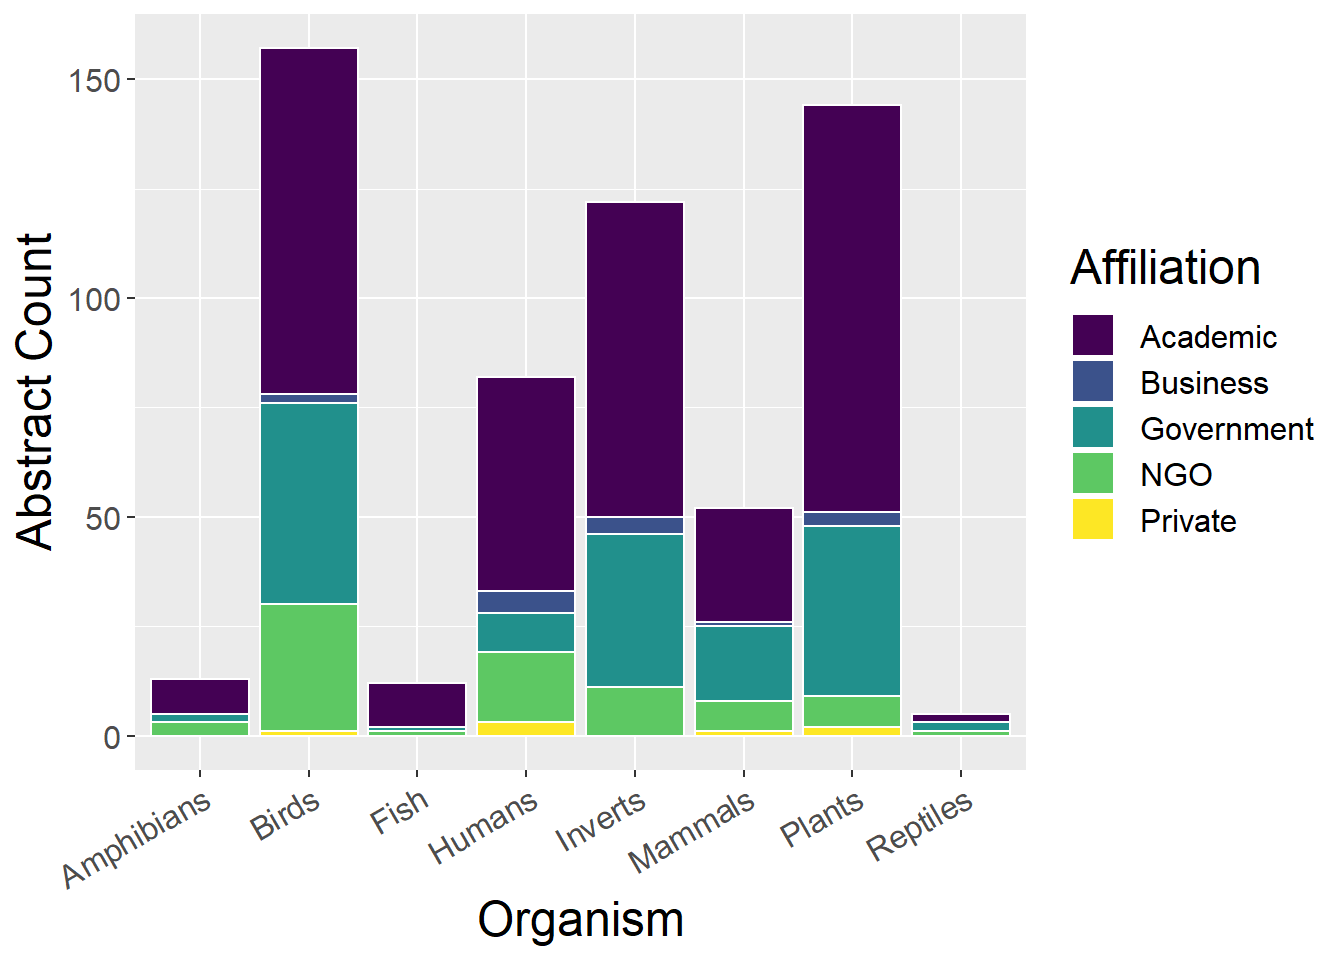 150
100
50
0
Abstract Count
Amphibians
Birds
Fish
Humans
Inverts
Mammals
Plants
Reptiles
Organism
Affiliation
Academic
Business
Government
NGO
Private